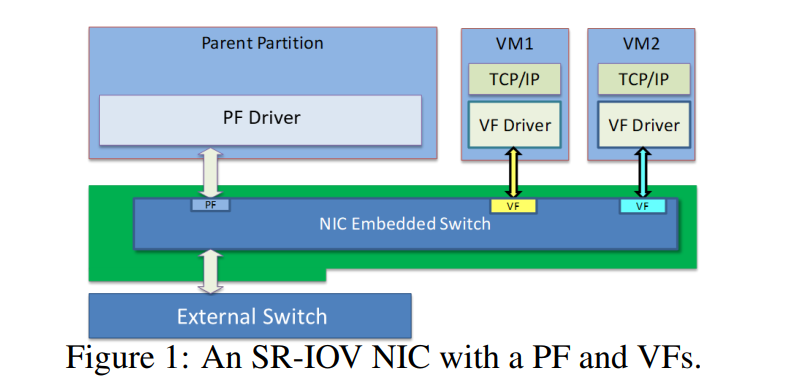 Parent Partition
PF Driver
VM1
TCP/IP
VF Driver
VM2
TCP/IP
VF Driver
PF
VF
VF
NIC Embedded Switch
External Switch
Figure 1: An SR-IOV NIC with a PF and VFs.